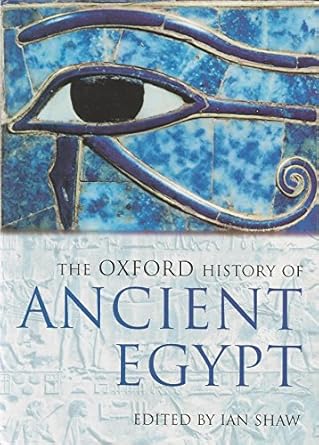 THE OXFORD HISTORY OF
ANCIENT
EGYPT
EDITED BY IAN SHAW